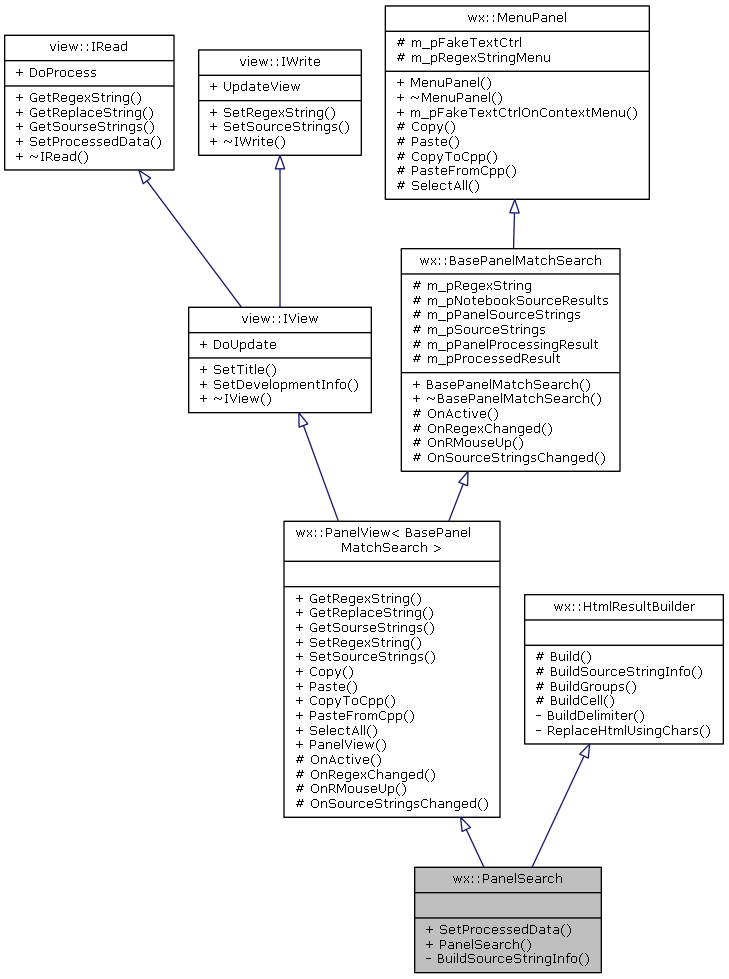 wx::MenuPanel
# m_pFakeTextCtrl
# m_pRegexStringMenu
+ MenuPanel()
+ ~MenuPanel()
+ m_pFakeTextCtrlOnContextMenu()
# Copy()
# Paste()
# CopyToCpp()
# PasteFromCpp()
# SelectAll()
view::IRead
+ DoProcess
+ GetRegexString()
+ GetReplaceString()
+ GetSourseStrings()
+ SetProcessedData()
+ ~IRead()
view::IWrite
+ UpdateView
+ SetRegexString()
+ SetSourceStrings()
+ ~IWrite()
wx::BasePanelMatchSearch
# m_pRegexString
# m_pNotebookSourceResults
# m_pPanelSourceStrings
# m_pSourceStrings
# m_pPanelProcessingResult
# m_pProcessedResult
+ BasePanelMatchSearch()
+ ~BasePanelMatchSearch()
# OnActive()
# OnRegexChanged()
# OnRMouseUp()
# OnSourceStringsChanged()
view::IView
+ DoUpdate
+ SetTitle()
+ SetDevelopmentInfo()
+ ~IView()
wx::PanelView< BasePanel
MatchSearch >
+ GetRegexString()
+ GetReplaceString()
+ GetSourseStrings()
+ SetRegexString()
+ SetSourceStrings()
+ Copy()
+ Paste()
+ CopyToCpp()
+ PasteFromCpp()
+ SelectAll()
+ PanelView()
# OnActive()
# OnRegexChanged()
# OnRMouseUp()
# OnSourceStringsChanged()
wx::HtmlResultBuilder
# Build()
# BuildSourceStringInfo()
# BuildGroups()
# BuildCell()
- BuildDelimiter()
- ReplaceHtmlUsingChars()
wx::PanelSearch
+ SetProcessedData()
+ PanelSearch()
- BuildSourceStringInfo()